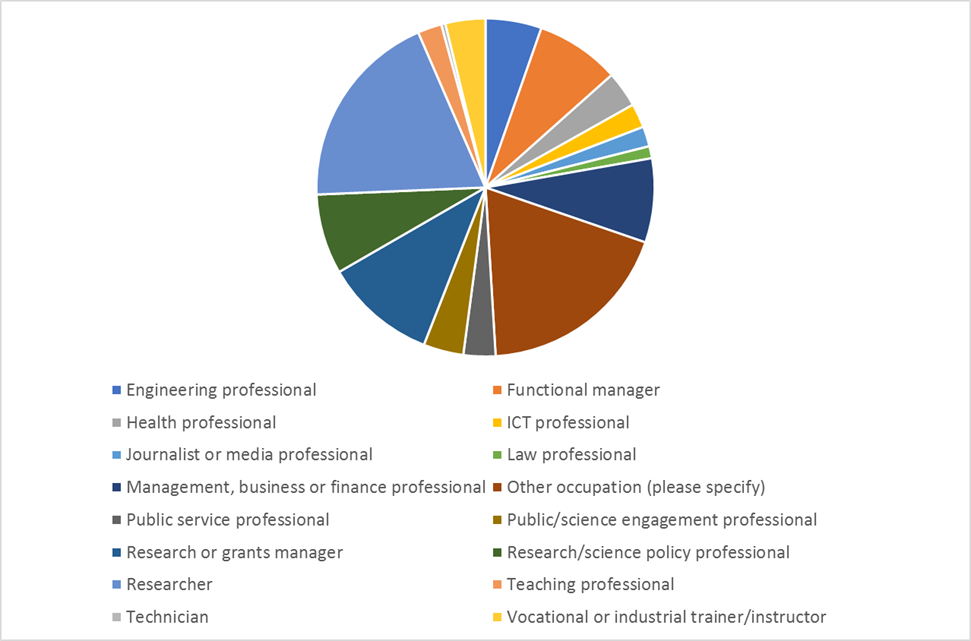 Engineering professional
Functional manager
Health professional
ICT professional
Journalist or media professional
Law professional
Management, business or finance professional
Other occupation (please specify)
Public service professional
Public/science engagement professional
Research or grants manager
Research/science policy professional
Researcher
Teaching professional
Technician
Vocational or industrial trainer/instructor